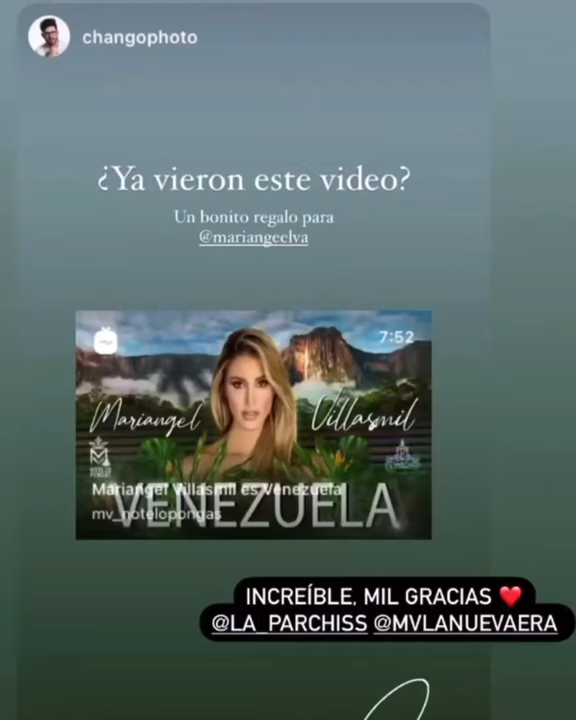 changophoto
¿Ya vieron este video?
Un bonito regalo para
@mariangeelva
7:52
Mariangel Villasmil
Mariangel Villasmil es Venezuela
mv_notelopongas
VENEZUELA
INCREÍBLE, MIL GRACIAS ❤️
@LA_PARCHISS @MVLANUEVAERA